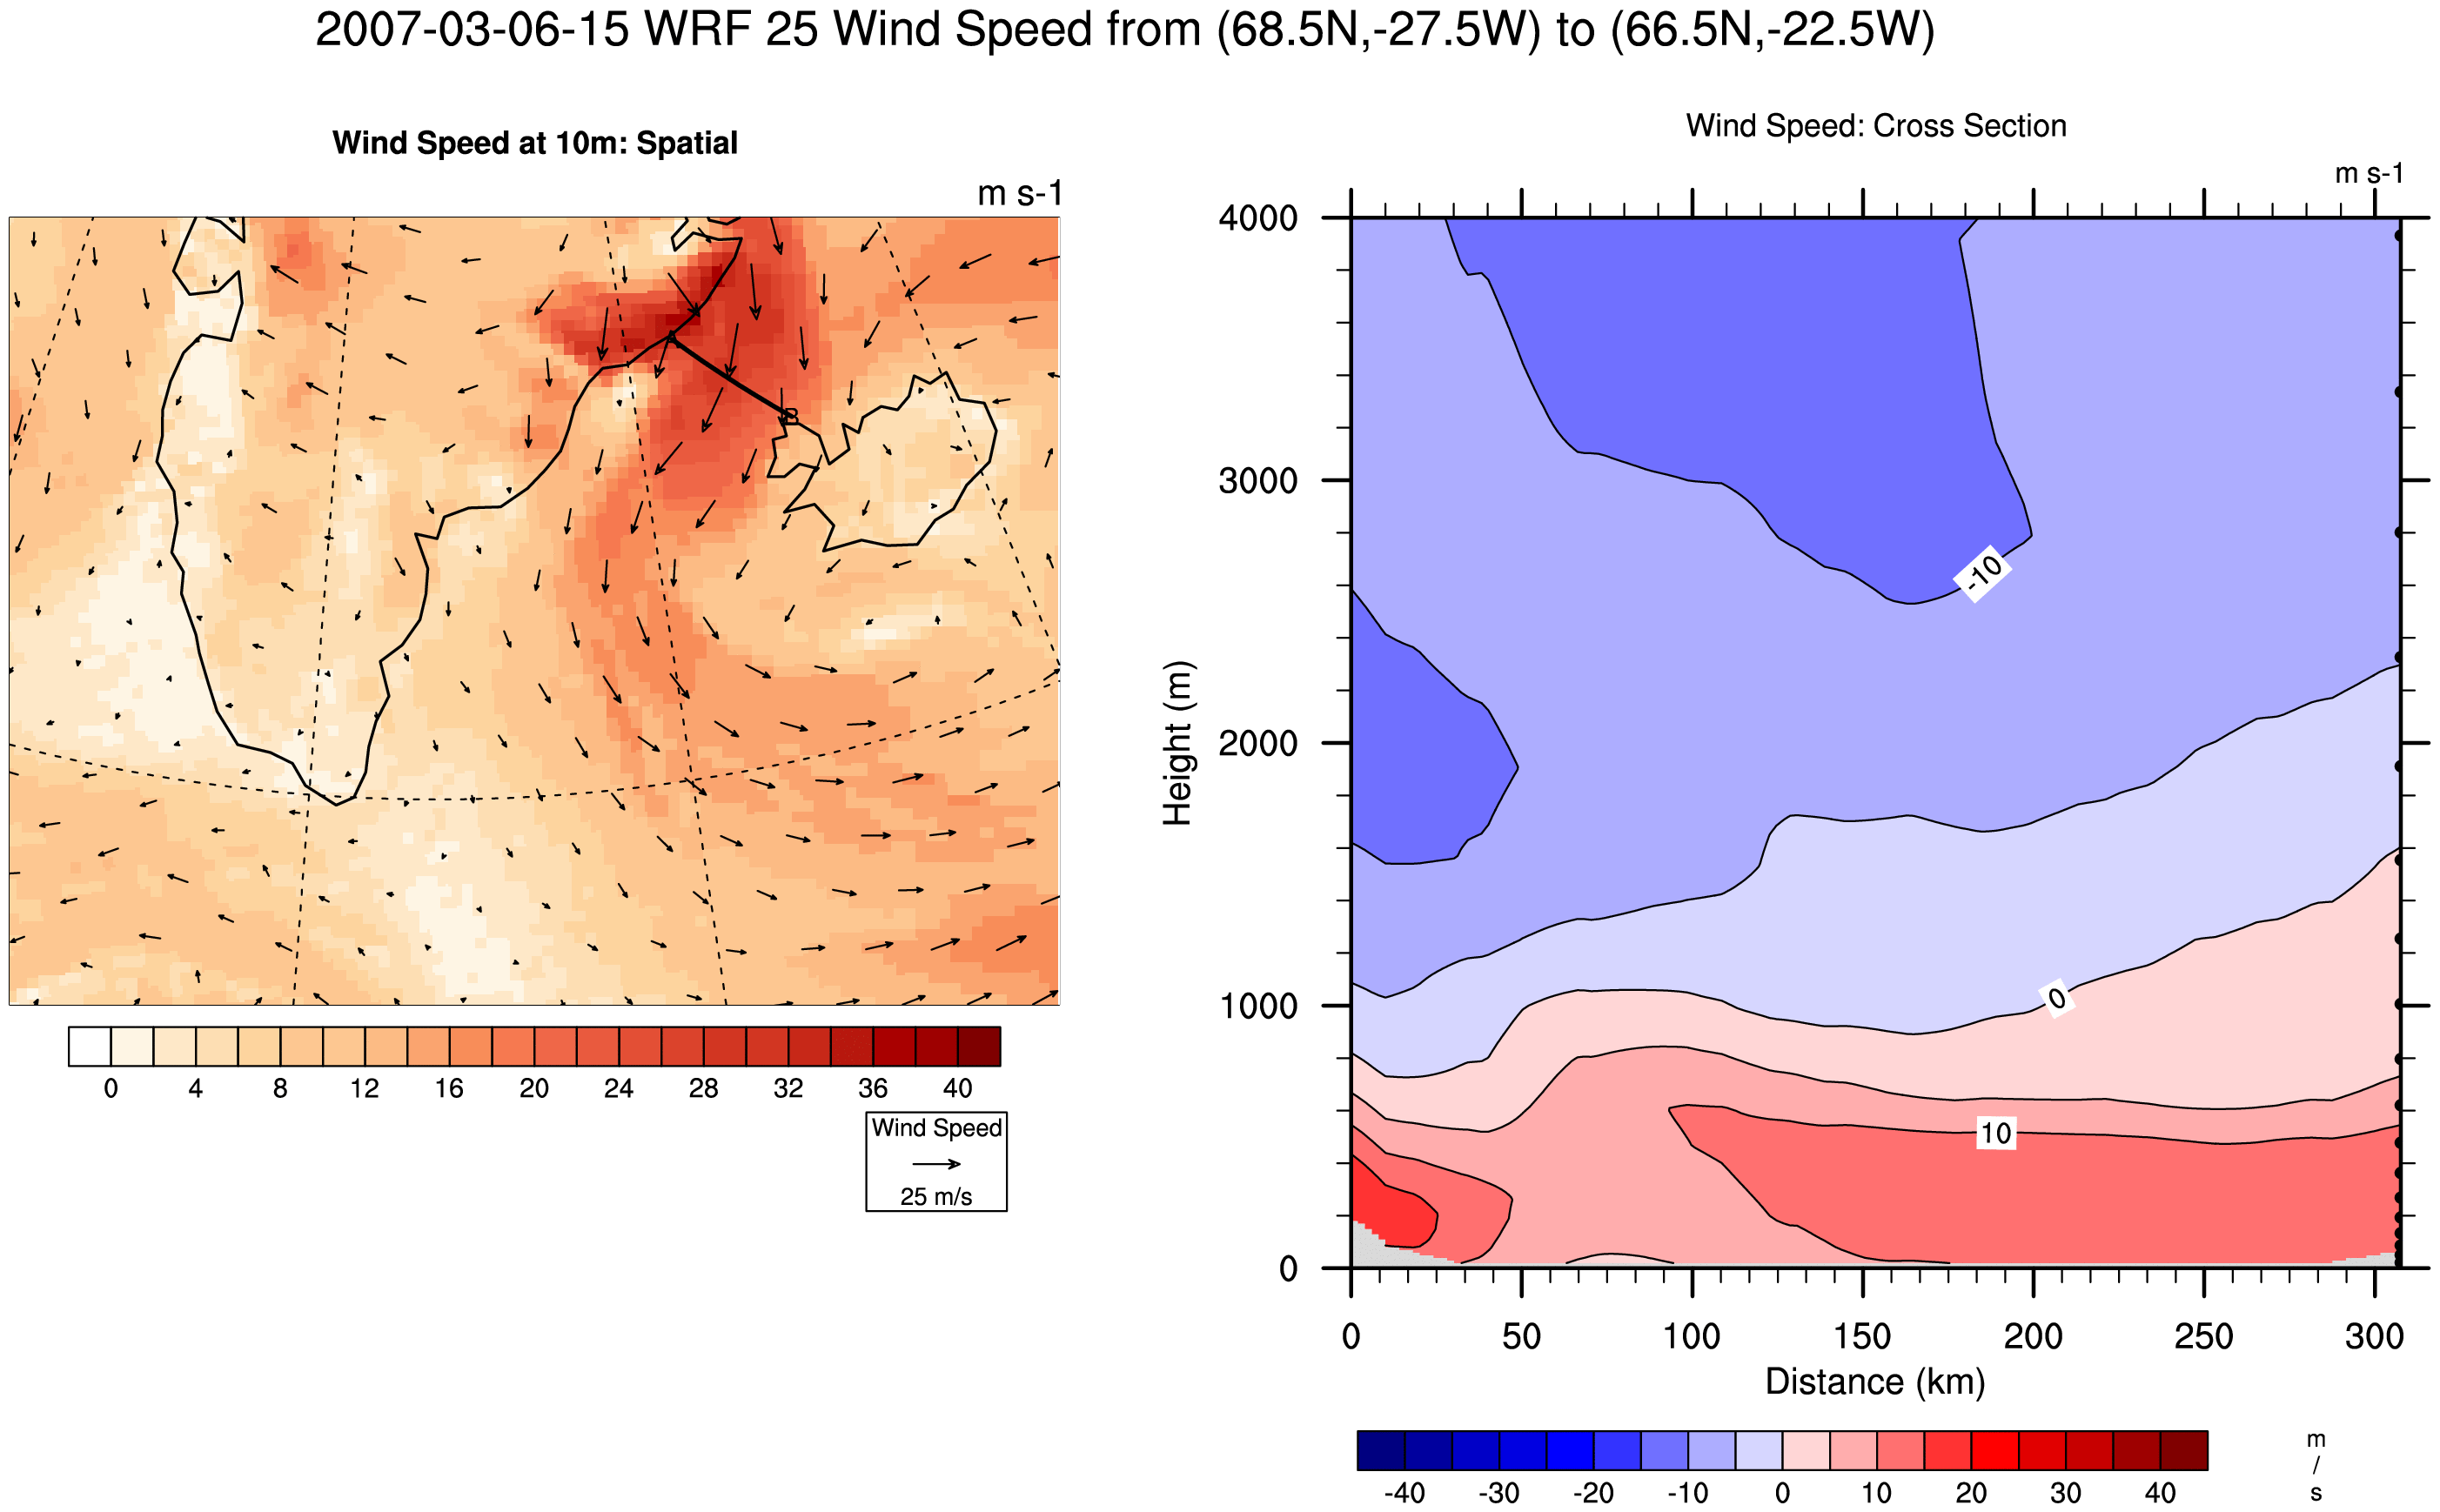 2007-03-06-15 WRF 25 Wind Speed from (68.5N,-27.5W) to (66.5N,-22.5W)
Wind Speed at 10m: Spatial
m s-1
A
B
0 4 8 12 16 20 24 28 32 36 40
Wind Speed
25 m/s
Wind Speed: Cross Section
m s-1
4000
3000
2000
1000
0
Height (m)
-10
0
10
0 50 100 150 200 250 300
Distance (km)
-40 -30 -20 -10 0 10 20 30 40
m
/
s